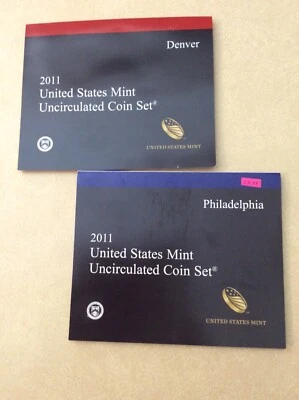 Denver
2011
United States Mint
Uncirculated Coin Set®
UNITED STATES MINT
Philadelphia
2011
United States Mint
Uncirculated Coin Set®
UNITED STATES MINT